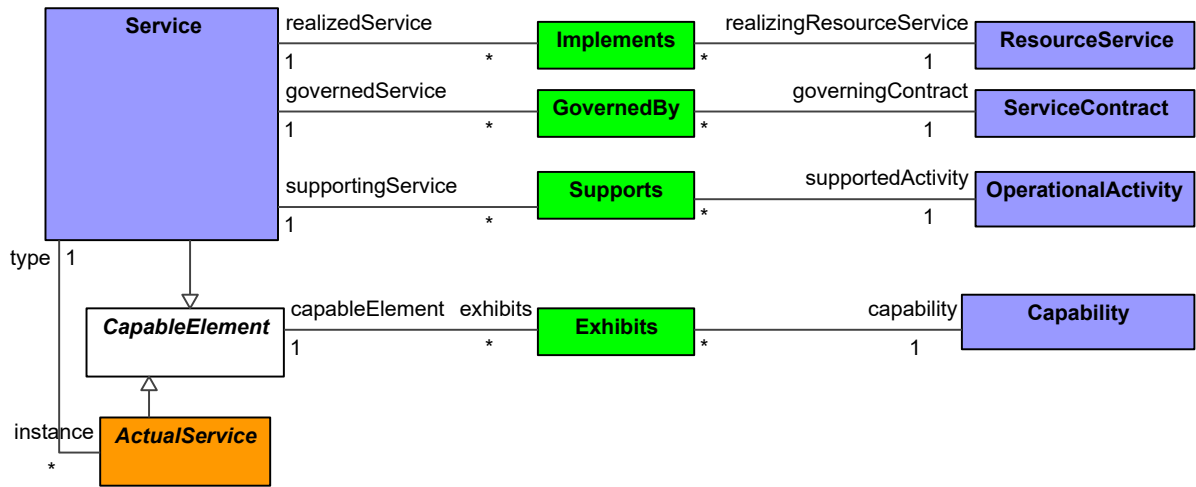 Service
realizedService
1
*
Implements
realizingResourceService
*
1
ResourceService
governedService
1
*
GovernedBy
governingContract
*
1
ServiceContract
supportingService
1
*
Supports
supportedActivity
*
1
OperationalActivity
type
1
CapableElement
capableElement
exhibits
1
*
Exhibits
capability
*
1
Capability
instance
*
ActualService